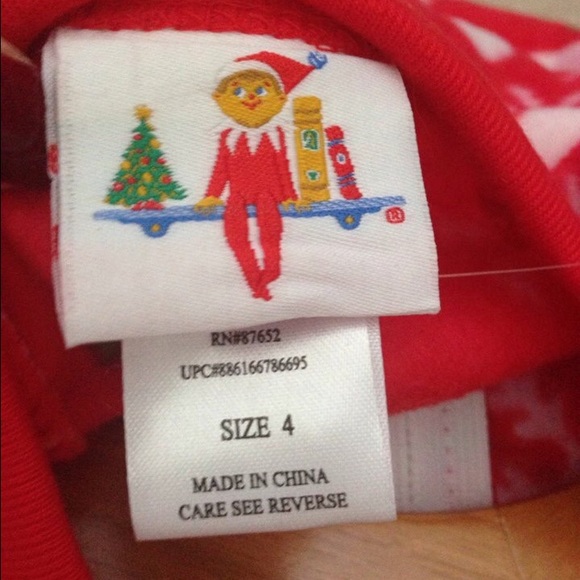 ®
RN#87652
UPC#886166786695
SIZE 4
MADE IN CHINA
CARE SEE REVERSE